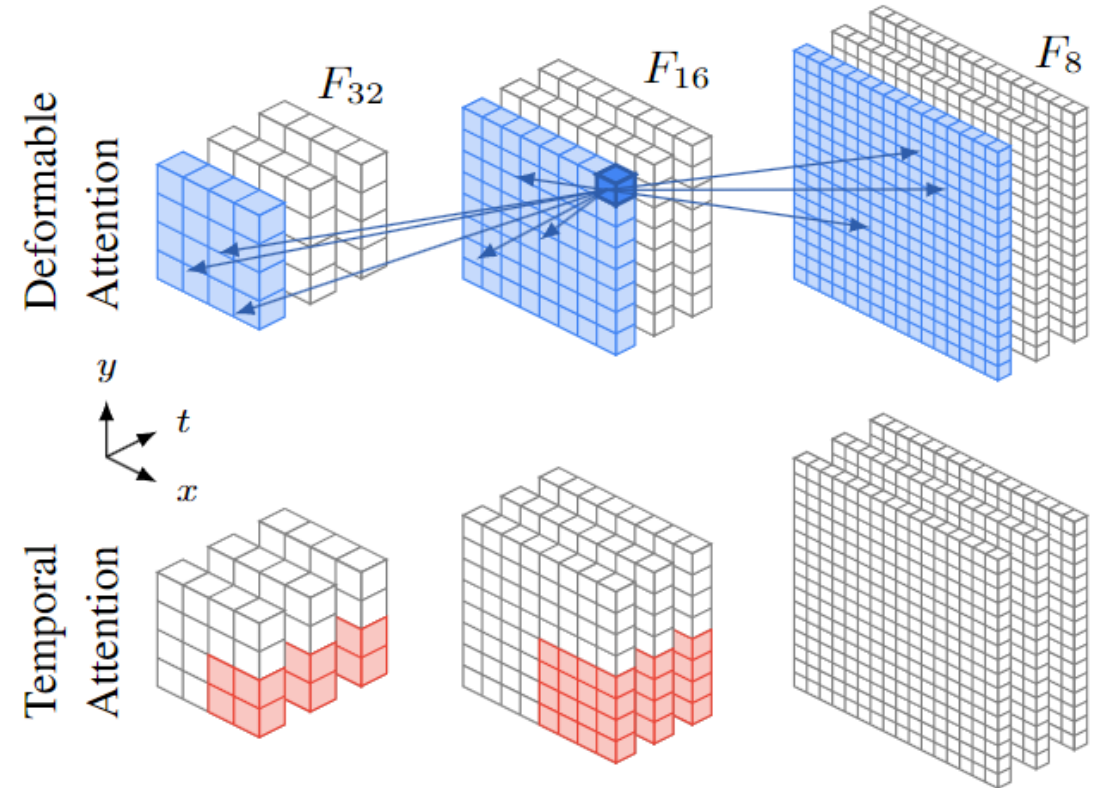 Deformable
Attention
F32
F16
F8
y
t
x
Temporal
Attention